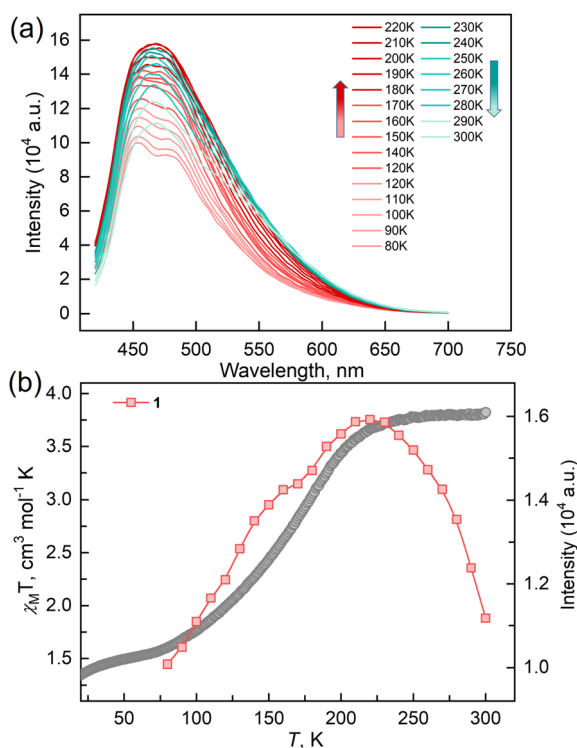 (a)
Intensity (10⁴ a.u.)
16
14
12
10
8
6
4
2
0
220K
210K
200K
190K
180K
170K
160K
150K
140K
120K
120K
110K
100K
90K
80K
230K
240K
250K
260K
270K
280K
290K
300K
450 500 550 600 650 700 750
Wavelength, nm
(b)
1
χMT, cm³ mol⁻¹ K
4.0
3.5
3.0
2.5
2.0
1.5
1.6
1.4
1.2
1.0
Intensity (10⁴ a.u.)
50 100 150 200 250 300
T, K